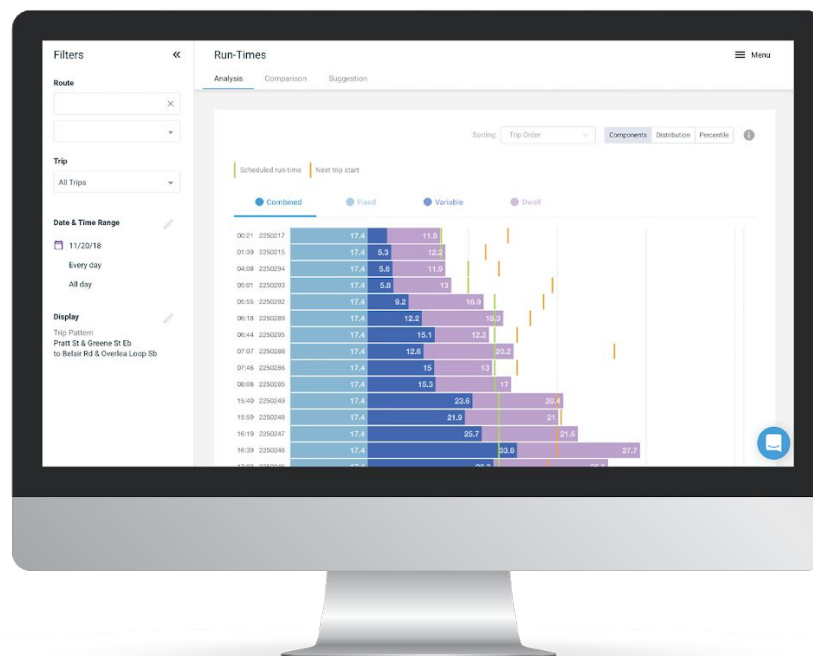 Filters «
Route
Trip
All Trips
Date & Time Range
11/20/18
Every day
All day
Display
Trip Pattern
Pratt St & Greene St Eb
to Belair Rd & Overlea Loop Sb
Run-Times
Menu
Analysis Comparison Suggestion
Sorting Trip Order Components Distribution Percentile
Scheduled run-time Next trip start
Combined Fixed Variable Dwell
00:21 2250217 17.4 11.9
01:39 2250215 17.4 5.3 12.2
04:08 2250294 17.4 5.6 11.9
05:01 2250293 17.4 5.8 13
05:55 2250292 17.4 9.2 16.9
06:18 2250289 17.4 12.2 18.3
06:44 2250295 17.4 15.1 12.2
07:07 2250288 17.4 12.6 20.2
07:46 2250286 17.4 15 13
08:08 2250285 17.4 15.3 17
15:40 2250249 17.4 23.6 20.4
15:59 2250248 17.4 21.9 21
16:19 2250247 17.4 25.7 21.6
16:39 2250246 17.4 33.6 27.7
17.4